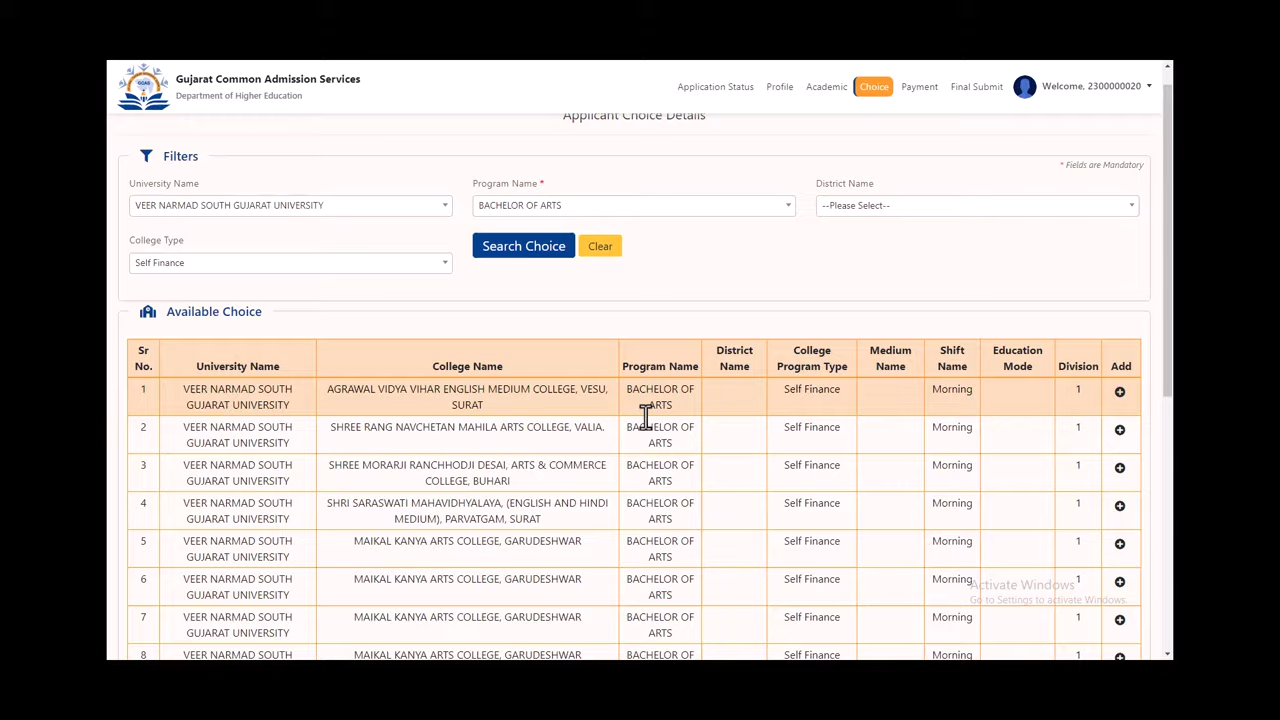 Gujarat Common Admission Services
Department of Higher Education
Application Status Profile Academic Choice Payment Final Submit Welcome, 2300000020
Applicant Choice Details
Filters
* Fields are Mandatory
University Name Program Name * District Name
VEER NARMAD SOUTH GUJARAT UNIVERSITY BACHELOR OF ARTS --Please Select--
College Type
Search Choice Clear
Self Finance
Available Choice
Sr No. University Name College Name Program Name District Name College Program Type Medium Name Shift Name Education Mode Division Add
1 VEER NARMAD SOUTH GUJARAT UNIVERSITY AGRAWAL VIDYA VIHAR ENGLISH MEDIUM COLLEGE, VESU, SURAT BACHELOR OF ARTS Self Finance Morning 1
2 VEER NARMAD SOUTH GUJARAT UNIVERSITY SHREE RANG NAVCHETAN MAHILA ARTS COLLEGE, VALIA. BACHELOR OF ARTS Self Finance Morning 1
3 VEER NARMAD SOUTH GUJARAT UNIVERSITY SHREE MORARJI RANCHHODJI DESAI, ARTS & COMMERCE COLLEGE, BUHARI BACHELOR OF ARTS Self Finance Morning 1
4 VEER NARMAD SOUTH GUJARAT UNIVERSITY SHRI SARASWATI MAHAVIDHYALAYA, (ENGLISH AND HINDI MEDIUM), PARVATGAM, SURAT BACHELOR OF ARTS Self Finance Morning 1
5 VEER NARMAD SOUTH GUJARAT UNIVERSITY MAIKAL KANYA ARTS COLLEGE, GARUDESHWAR BACHELOR OF ARTS Self Finance Morning 1
6 VEER NARMAD SOUTH GUJARAT UNIVERSITY MAIKAL KANYA ARTS COLLEGE, GARUDESHWAR BACHELOR OF ARTS Self Finance Morning 1
Activate Windows
Go to Settings to activate Windows.
7 VEER NARMAD SOUTH GUJARAT UNIVERSITY MAIKAL KANYA ARTS COLLEGE, GARUDESHWAR BACHELOR OF ARTS Self Finance Morning 1
8 VEER NARMAD SOUTH MAIKAL KANYA ARTS COLLEGE, GARUDESHWAR BACHELOR OF Self Finance Morning 1